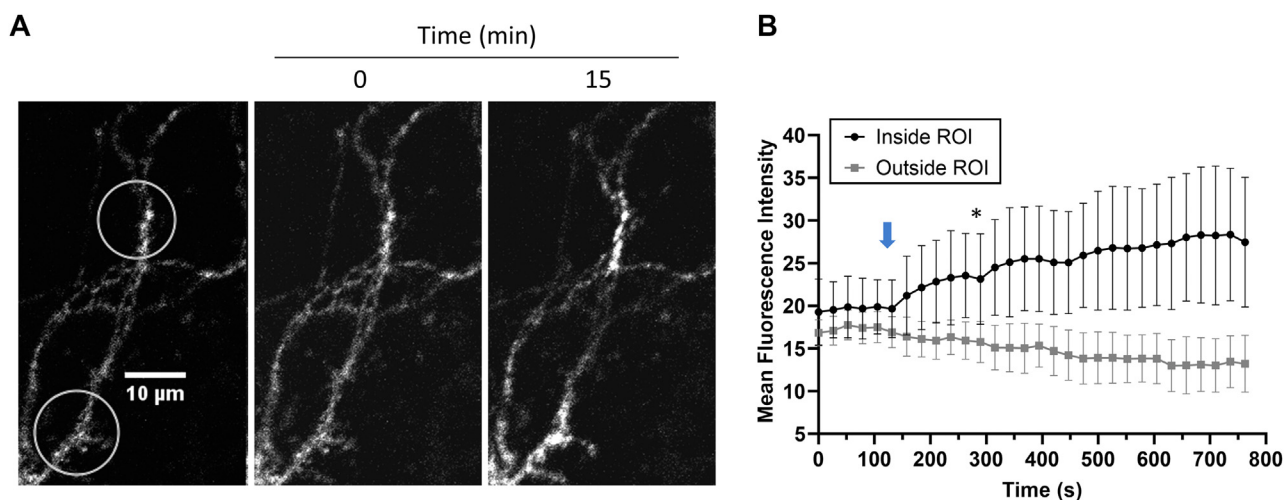 A
Time (min)
0
15
10 µm
B
Inside ROI
Outside ROI
*
Mean Fluorescence Intensity
40
35
30
25
20
15
10
5
0 100 200 300 400 500 600 700 800
Time (s)